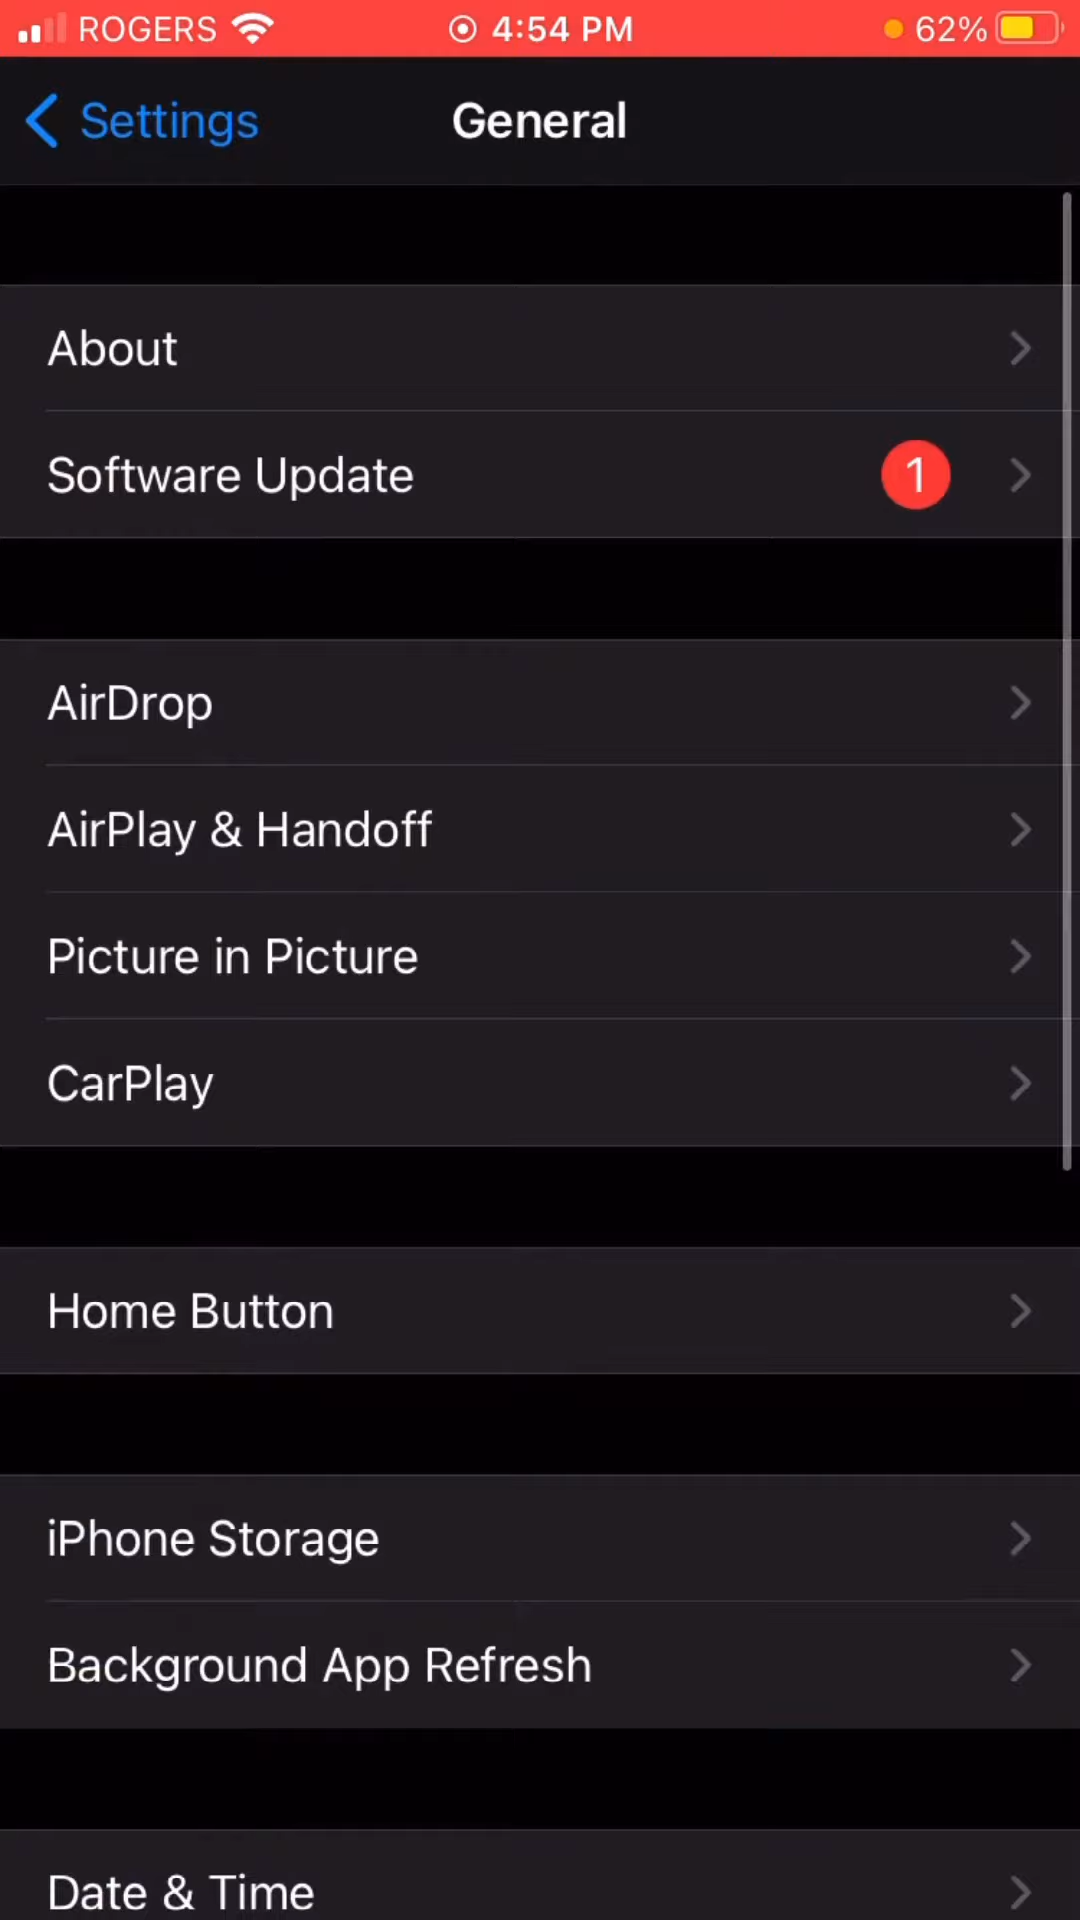 ROGERS 4:54 PM 62%
Settings General
About
Software Update 1
AirDrop
AirPlay & Handoff
Picture in Picture
CarPlay
Home Button
iPhone Storage
Background App Refresh
Date & Time